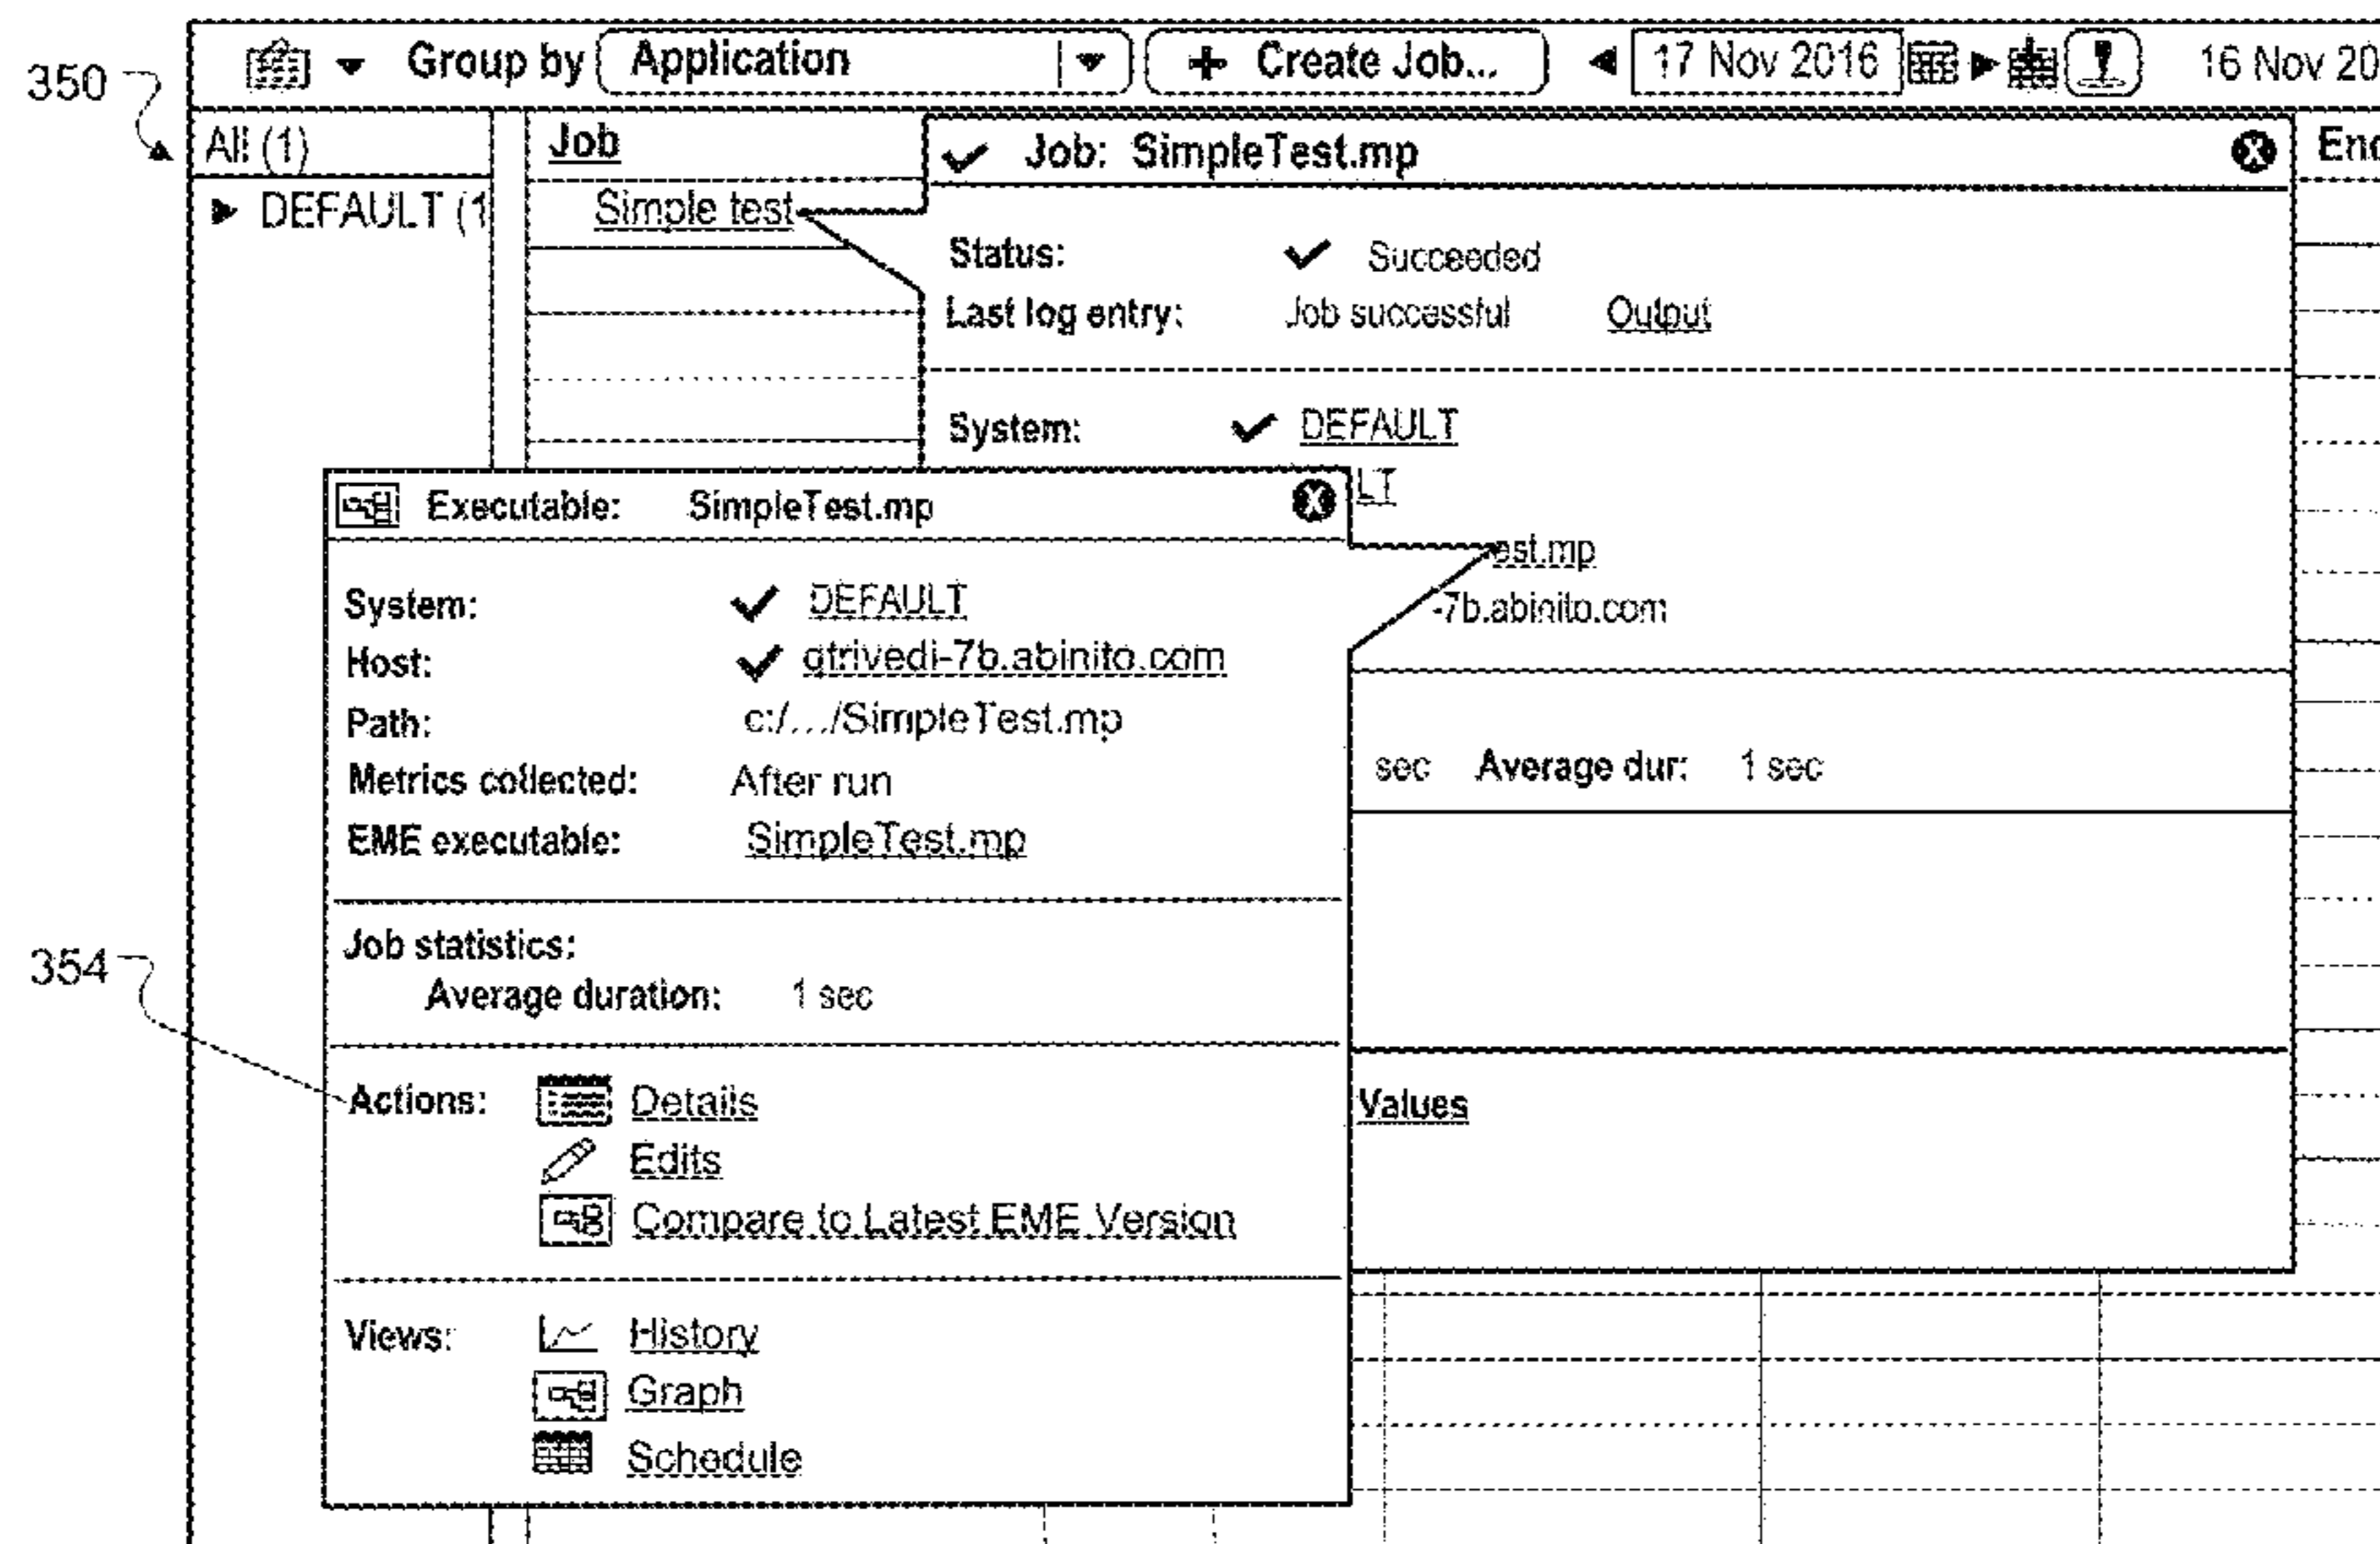 350
Group by Application + Create Job... 17 Nov 2016 16 Nov 20
All (1)
DEFAULT (1
Job
Simple test
Job: SimpleTest.mp
X
End
Status: Succeeded
Last log entry: Job successful Output
System: DEFAULT
LT
est.mp
-7b.abinito.com
sec Average dur: 1 sec
Values
Executable: SimpleTest.mp
X
System: DEFAULT
Host: gtrivedi-7b.abinito.com
Path: c:/.../SimpleTest.mp
Metrics collected: After run
EME executable: SimpleTest.mp
Job statistics:
Average duration: 1 sec
354
Actions: Details
Edits
Compare to Latest EME Version
Views: History
Graph
Schedule